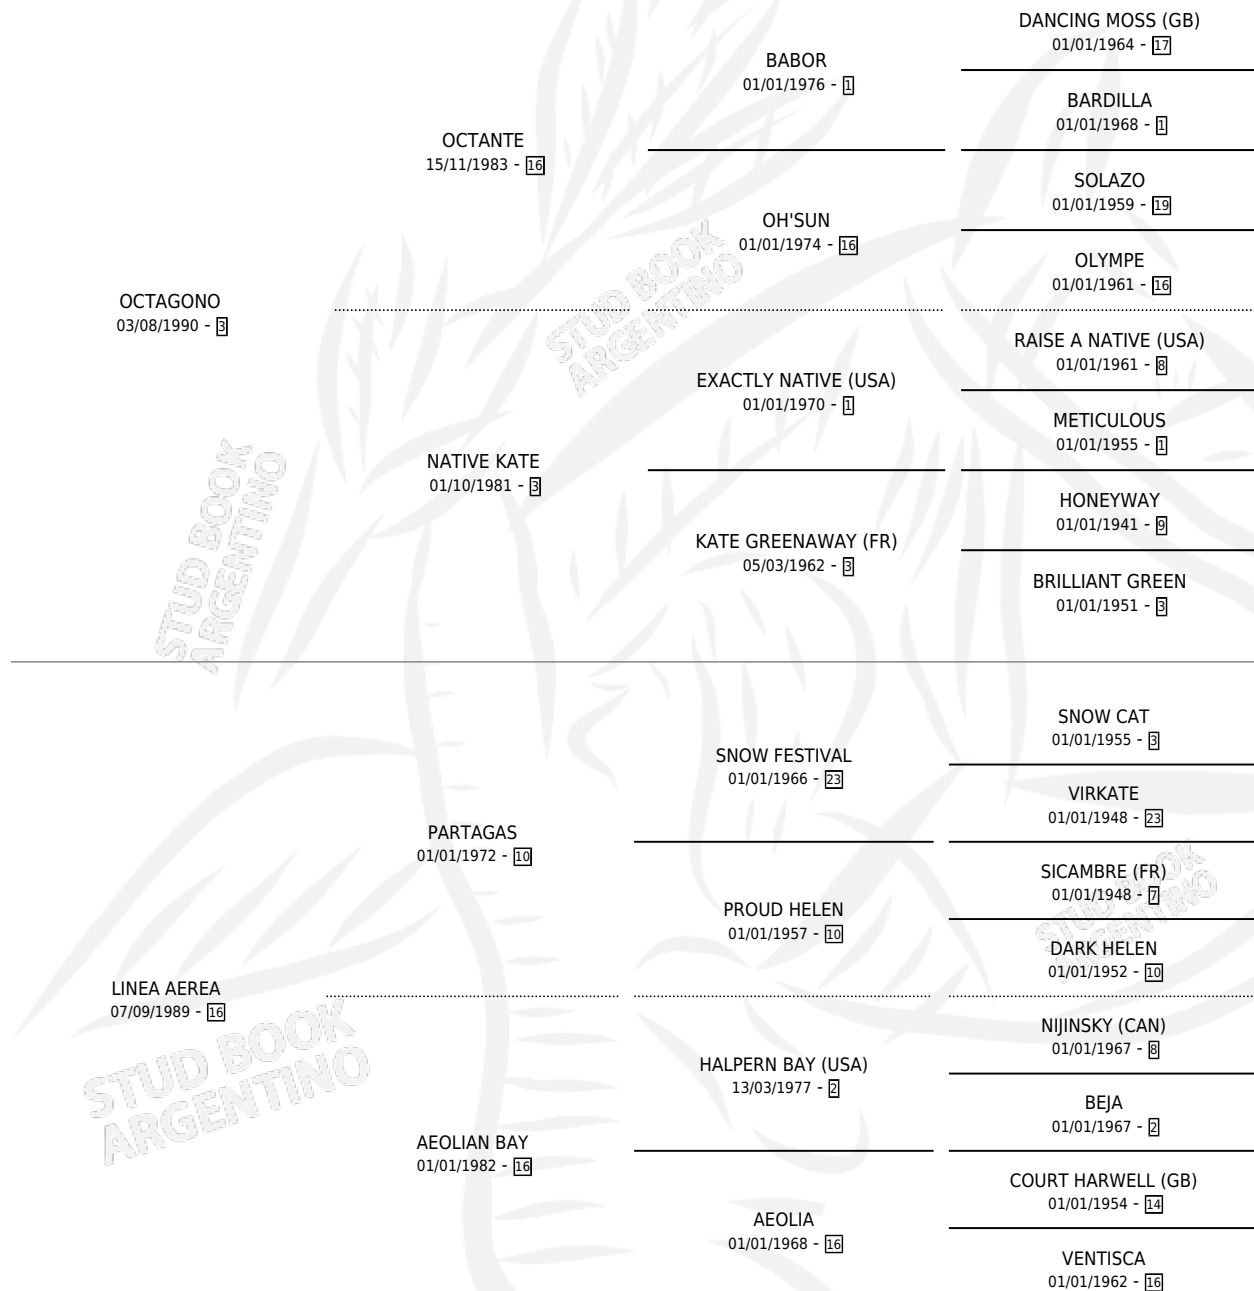 DANCING MOSS (GB)
01/01/1964 - 17
BABOR
01/01/1976 - 1
BARDILLA
01/01/1968 - 1
OCTANTE
15/11/1983 - 16
SOLAZO
01/01/1959 - 19
OH'SUN
01/01/1974 - 16
OLYMPE
01/01/1961 - 16
OCTAGONO
03/08/1990 - 3
RAISE A NATIVE (USA)
01/01/1961 - 8
EXACTLY NATIVE (USA)
01/01/1970 - 1
METICULOUS
01/01/1955 - 1
NATIVE KATE
01/10/1981 - 3
HONEYWAY
01/01/1941 - 9
KATE GREENAWAY (FR)
05/03/1962 - 3
BRILLIANT GREEN
01/01/1951 - 3
SNOW CAT
01/01/1955 - 3
SNOW FESTIVAL
01/01/1966 - 23
VIRKATE
01/01/1948 - 23
PARTAGAS
01/01/1972 - 10
SICAMBRE (FR)
01/01/1948 - 7
PROUD HELEN
01/01/1957 - 10
DARK HELEN
01/01/1952 - 10
LINEA AEREA
07/09/1989 - 16
NIJINSKY (CAN)
01/01/1967 - 8
HALPERN BAY (USA)
13/03/1977 - 2
BEJA
01/01/1967 - 2
AEOLIAN BAY
01/01/1982 - 16
COURT HARWELL (GB)
01/01/1954 - 14
AEOLIA
01/01/1968 - 16
VENTISCA
01/01/1962 - 16
STUD BOOK
ARGENTINO
STUD BOOK
ARGENTINO
STUD BOOK
ARGENTINO
STUD BOOK
ARGENTINO